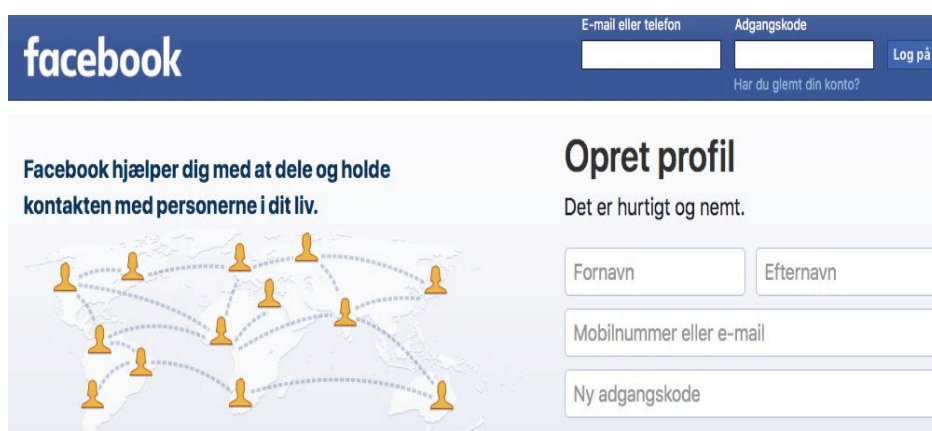 facebook
E-mail eller telefon
Adgangskode
Log på
Har du glemt din konto?
Facebook hjælper dig med at dele og holde
kontakten med personerne i dit liv.
Opret profil
Det er hurtigt og nemt.
Fornavn
Efternavn
Mobilnummer eller e-mail
Ny adgangskode